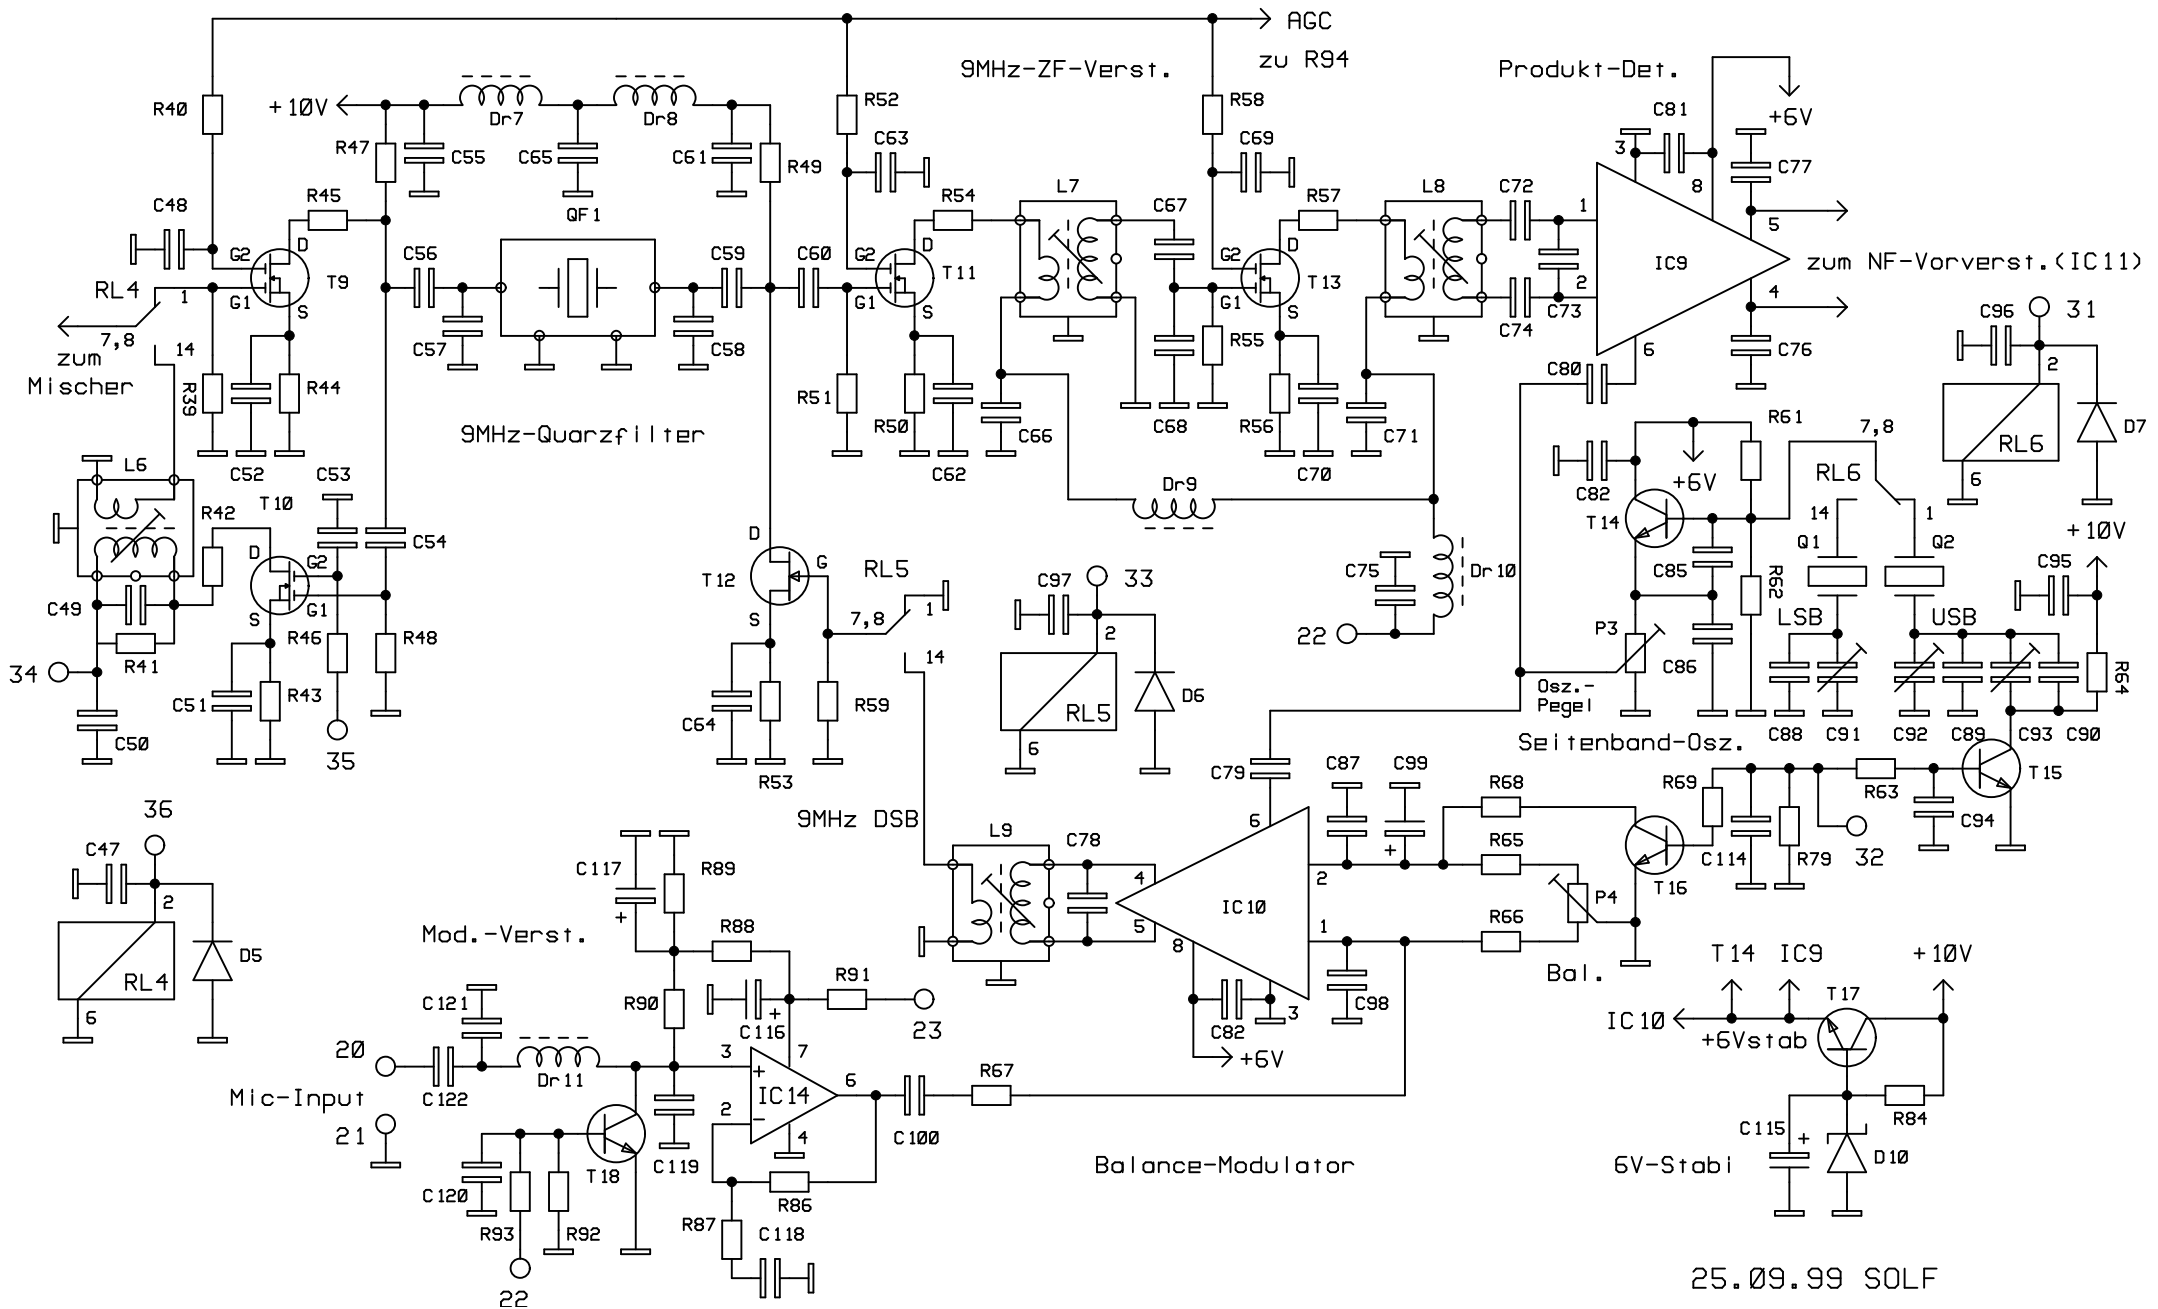 AGC
zu R94
9MHz-ZF-Verst.
Produkt-Det.
R40
+10V
Dr7
Dr8
R52
R58
C81
+6V
R47
C55
C65
C61
R49
C63
C69
3
8
C77
C48
R45
QF1
R54
L7
C67
R57
L8
C72
1
5
G2
D
T9
G1
S
C56
C59
C60
G2
D
T11
G1
S
G2
D
T13
G1
S
2
IC9
zum NF-Vorverst.(IC11)
4
RL4
1
7,8
14
zum
Mischer
C57
C58
R55
C74
C73
6
C76
C96
31
2
R39
R44
R51
R50
C62
C66
C68
R56
C70
C71
C80
R61
7,8
RL6
6
D7
9MHz-Quarzfilter
L6
C52
C53
T10
R42
Dr9
C82
+6V
RL6
14
1
T14
Q1
Q2
+10V
D
G2
G1
S
C54
D
T12
G
S
RL5
7,8
1
14
C97
33
2
C75
Dr10
22
C85
R62
C95
C49
R41
R46
R48
34
P3
C86
LSB
USB
R64
C51
R43
C64
R59
RL5
6
D6
Osz.-
Pegel
C50
35
R53
Seitenband-Osz.
C88
C91
C92
C89
C93
C90
C79
C87
C99
R68
R69
R63
T15
36
9MHz DSB
L9
C78
6
C94
C47
2
C117
R89
4
2
R65
T16
C114
R79
32
+
+
P4
RL4
6
D5
Mod.-Verst.
R88
5
8
IC10
1
R66
Bal.
C121
R90
R91
23
C116
+
C82
3
C98
+6V
T14
IC9
+10V
T17
IC10
+6Vstab
20
Mic-Input
21
C122
Dr11
3
7
+
IC14
6
2
-
4
C100
R67
R84
C115
+
D10
C119
T18
C120
R93
R92
R86
R87
C118
Balance-Modulator
6V-Stabi
22
25.09.99 SOLF